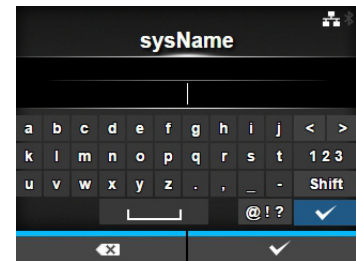 sysName
a b c d e f g h i j < >
k l m n o p q r s t 1 2 3
u v w x y z . , _ - Shift
@ ! ?